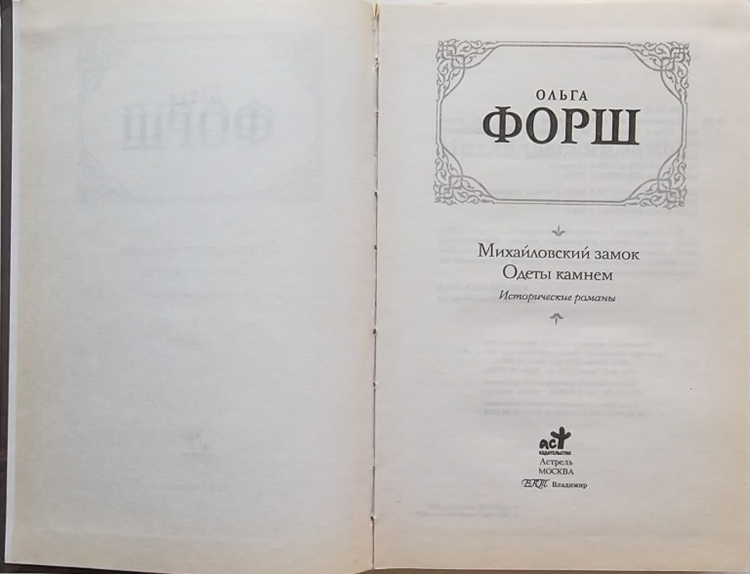 ОЛЬГА
ФОРШ
Михайловский замок
Одеты камнем
Исторические романы
аст
ИЗДАТЕЛЬСТВО
Астрель
МОСКВА
ВКТ Владимир